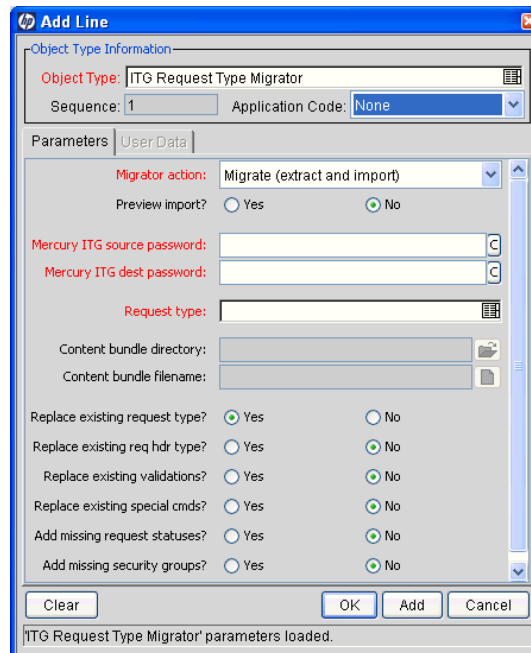 hp Add Line
Object Type Information
Object Type: ITG Request Type Migrator
Sequence: 1 Application Code: None
Parameters User Data
Migrator action: Migrate (extract and import)
Preview import? Yes No
Mercury ITG source password: C
Mercury ITG dest password: C
Request type:
Content bundle directory:
Content bundle filename:
Replace existing request type? Yes No
Replace existing req hdr type? Yes No
Replace existing validations? Yes No
Replace existing special cmds? Yes No
Add missing request statuses? Yes No
Add missing security groups? Yes No
Clear OK Add Cancel
'ITG Request Type Migrator' parameters loaded.